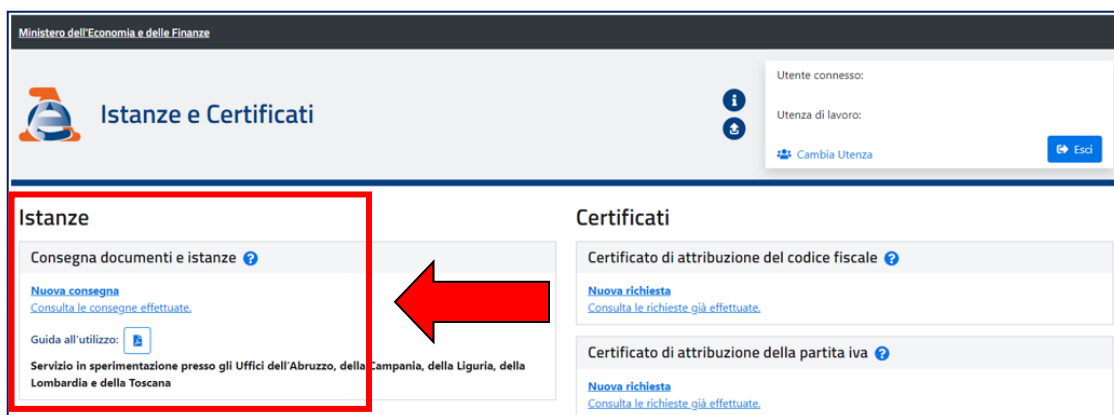 Ministero dell'Economia e delle Finanze
Istanze e Certificati
Utente connesso:
Utenza di lavoro:
Cambia Utenza
Esci
Istanze
Consegna documenti e istanze ?
Nuova consegna
Consulta le consegne effettuate.
Guida all'utilizzo:
Servizio in sperimentazione presso gli Uffici dell'Abruzzo, della Campania, della Liguria, della
Lombardia e della Toscana
Certificati
Certificato di attribuzione del codice fiscale ?
Nuova richiesta
Consulta le richieste già effettuate.
Certificato di attribuzione della partita iva ?
Nuova richiesta
Consulta le richieste già effettuate.